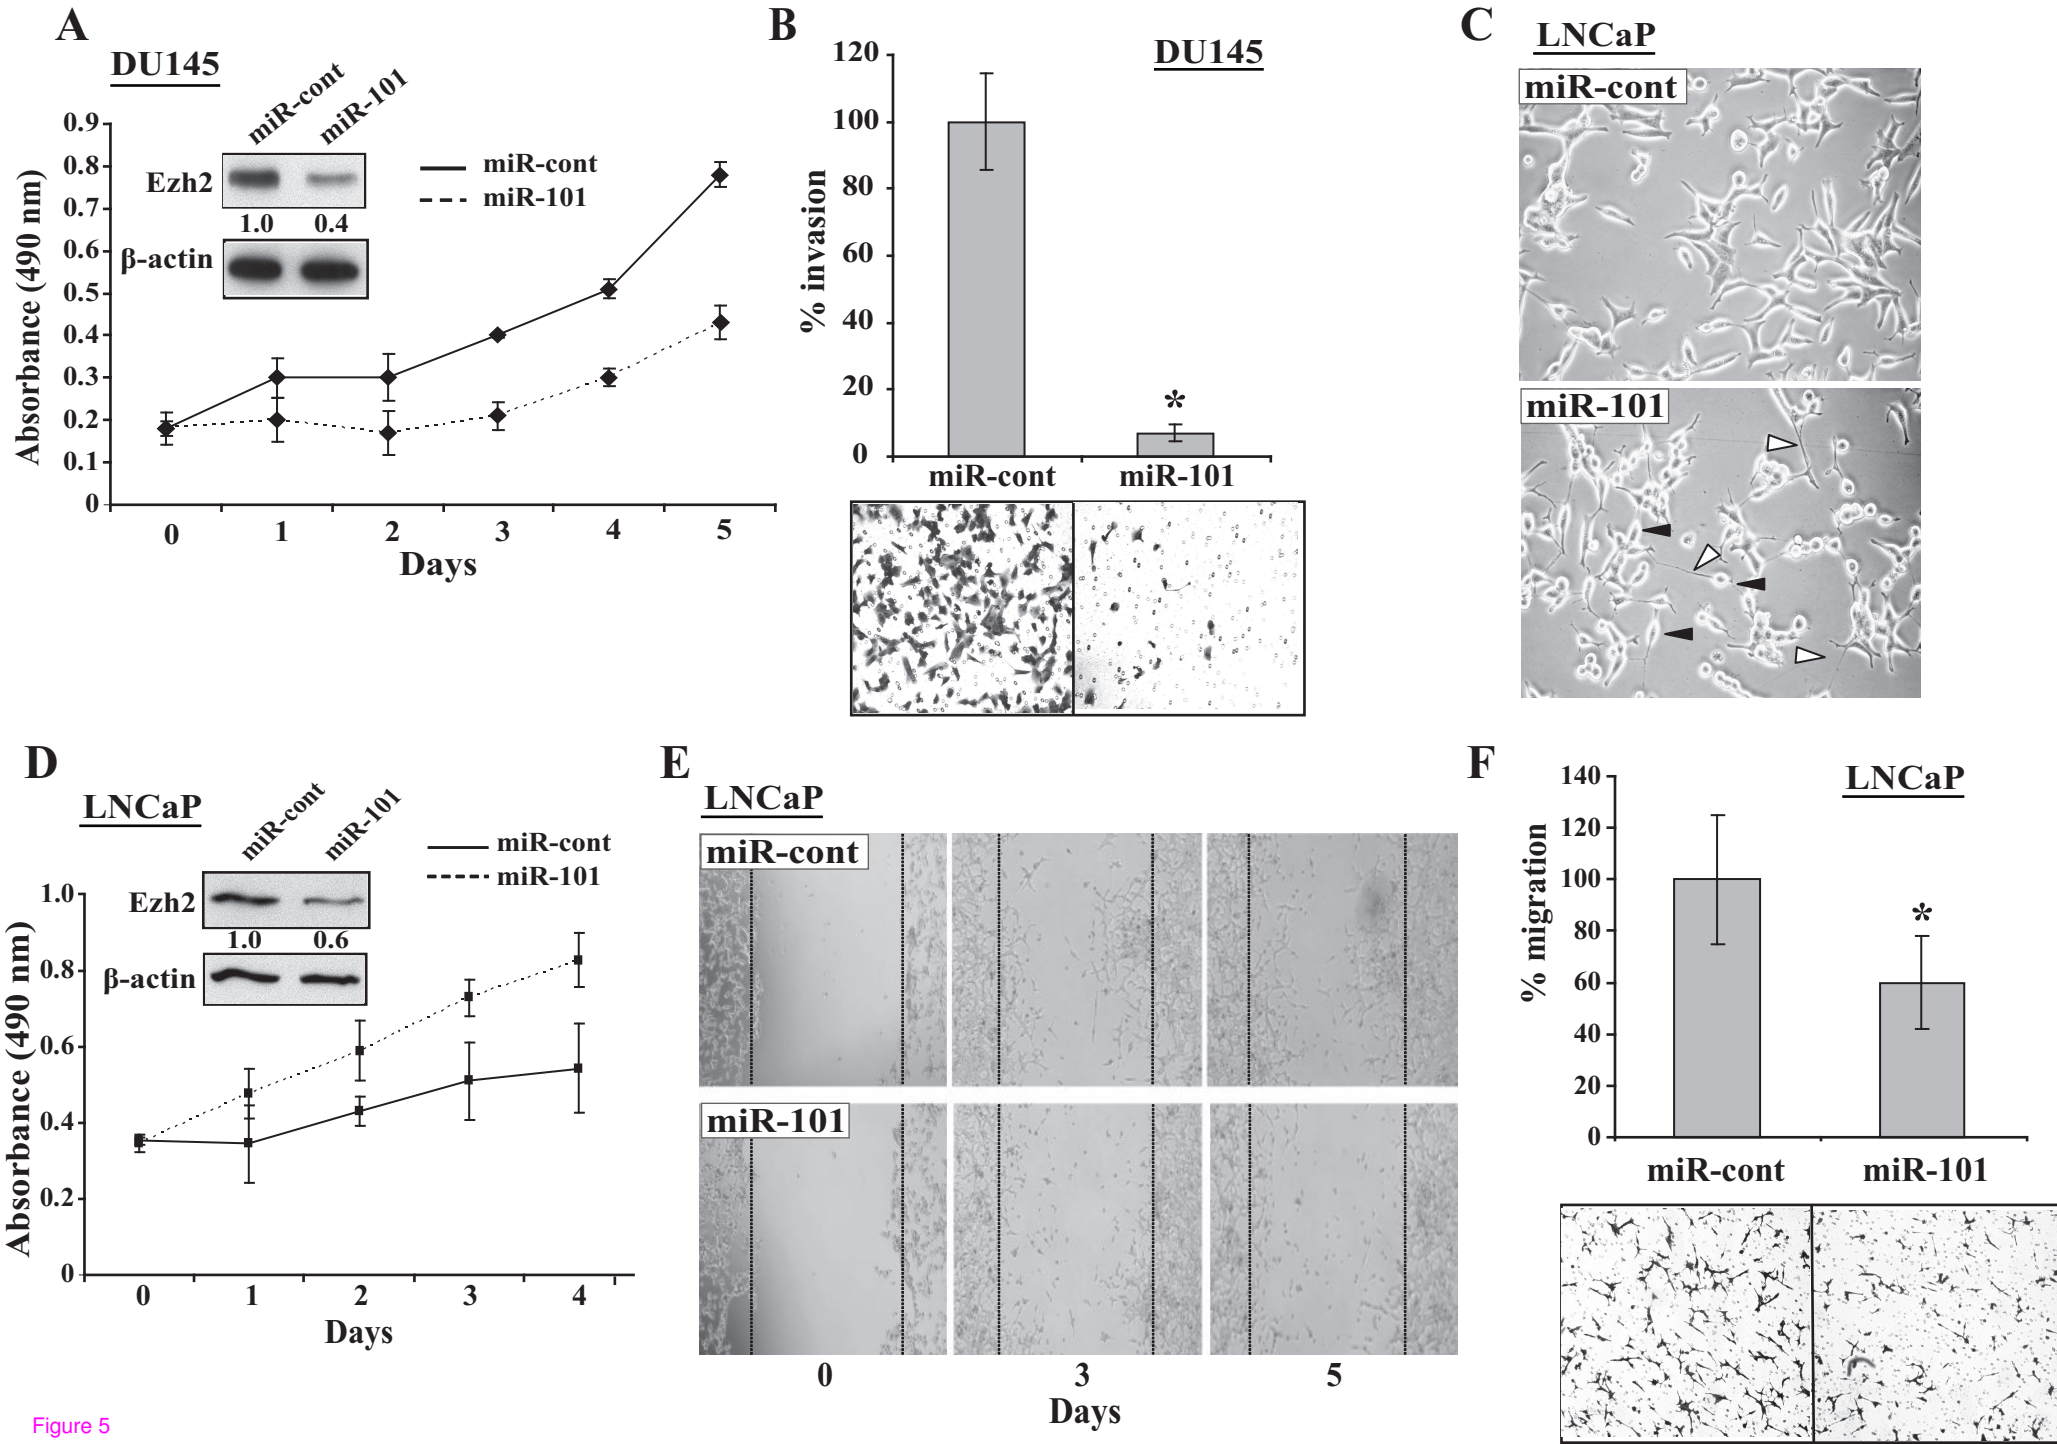 A
DU145
miR-cont
miR-101
0.9
0.8
0.7
0.6
0.5
0.4
0.3
0.2
0.1
0
Absorbance (490 nm)
Ezh2
1.0 0.4
β-actin
miR-cont
miR-101
0 1 2 3 4 5
Days
B
DU145
120
100
80
60
40
20
0
% invasion
*
miR-cont miR-101
C
LNCaP
miR-cont
miR-101
D
LNCaP
miR-cont
miR-101
miR-cont
miR-101
1.0
0.8
0.6
0.4
0.2
0
Absorbance (490 nm)
Ezh2
1.0 0.6
β-actin
0 1 2 3 4
Days
E
LNCaP
miR-cont
miR-101
0 3 5
Days
F
LNCaP
140
120
100
80
60
40
20
0
% migration
*
miR-cont miR-101
Figure 5